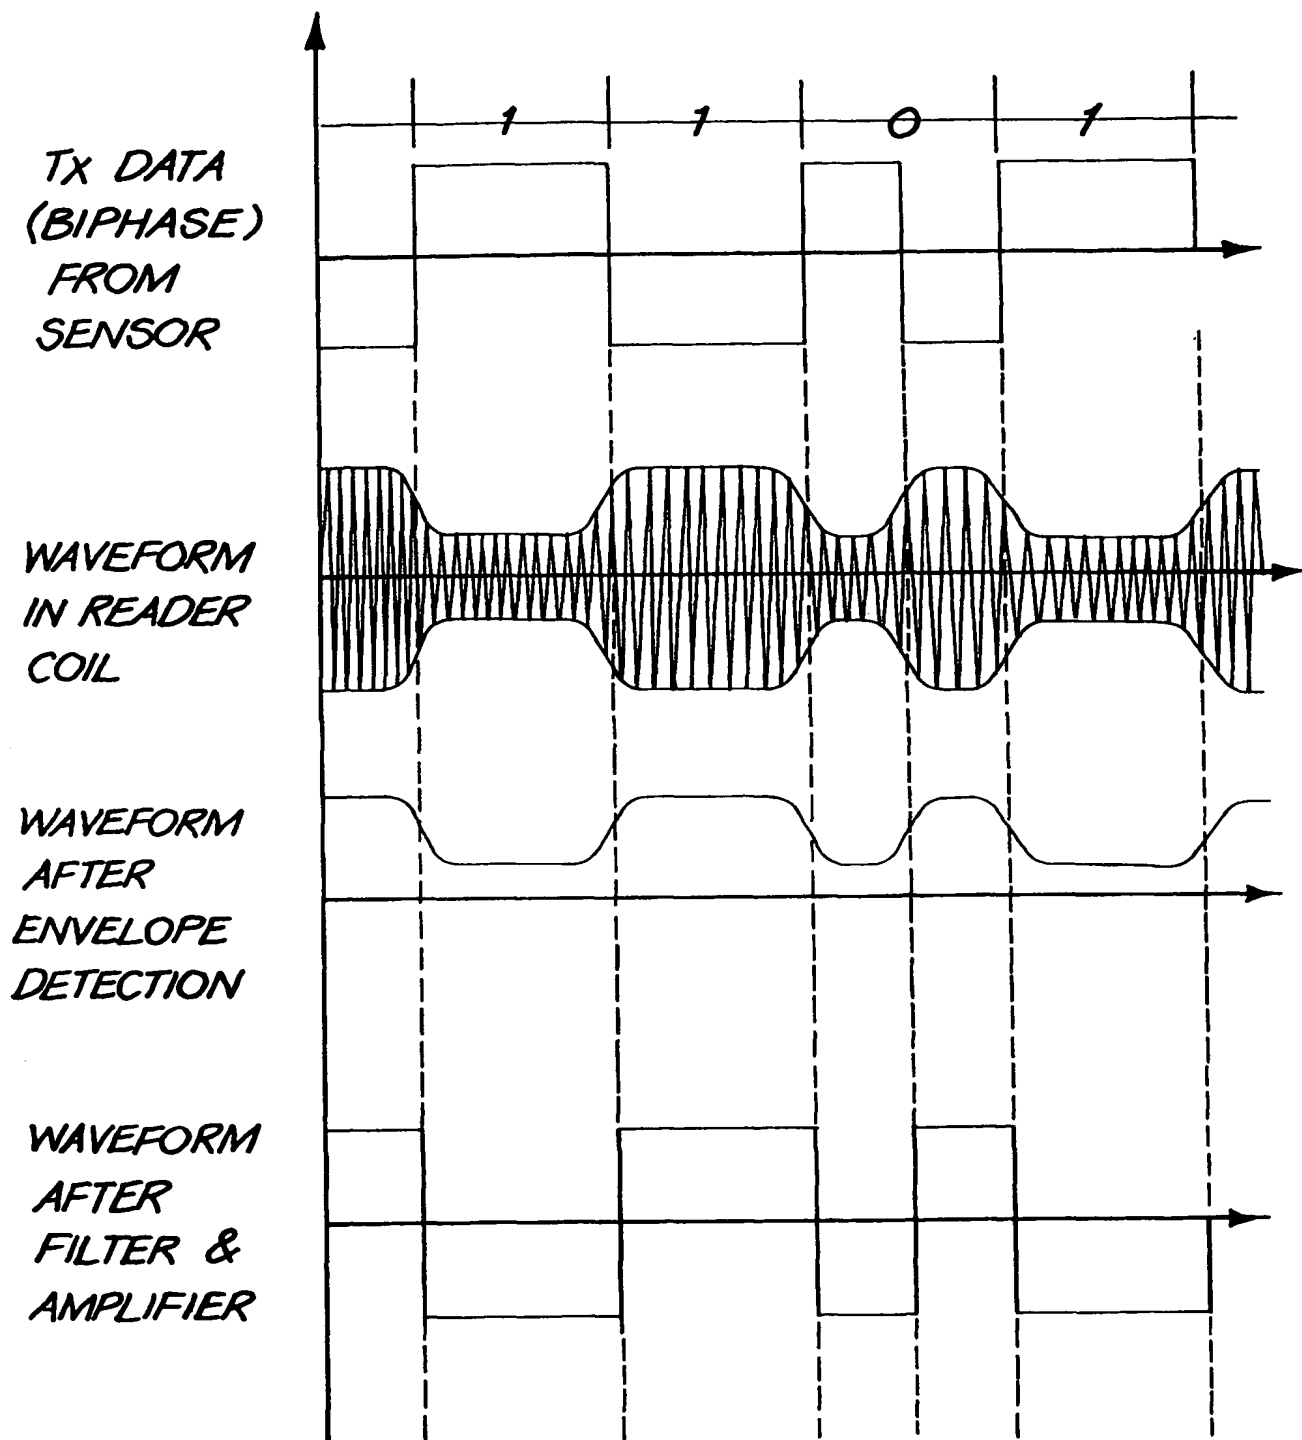 1 1 0 1
TX DATA
(BIPHASE)
FROM
SENSOR
WAVEFORM
IN READER
COIL
WAVEFORM
AFTER
ENVELOPE
DETECTION
WAVEFORM
AFTER
FILTER &
AMPLIFIER